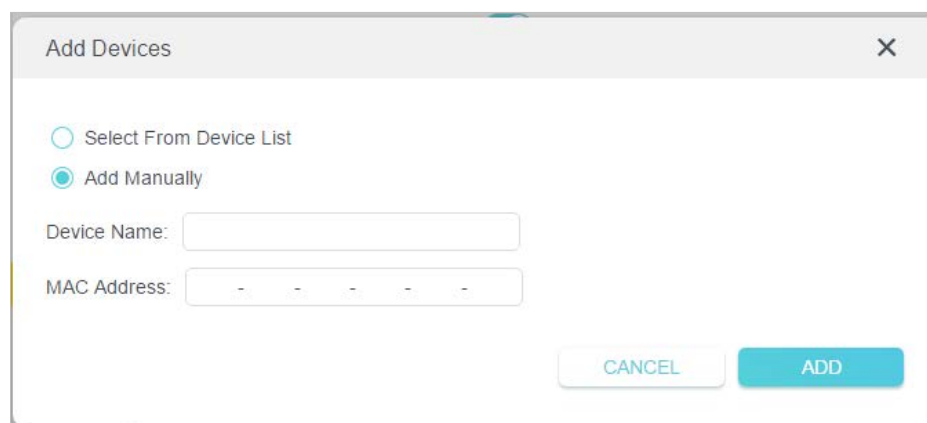 Add Devices
Select From Device List
Add Manually
Device Name:
MAC Address: - - - - -
CANCEL ADD